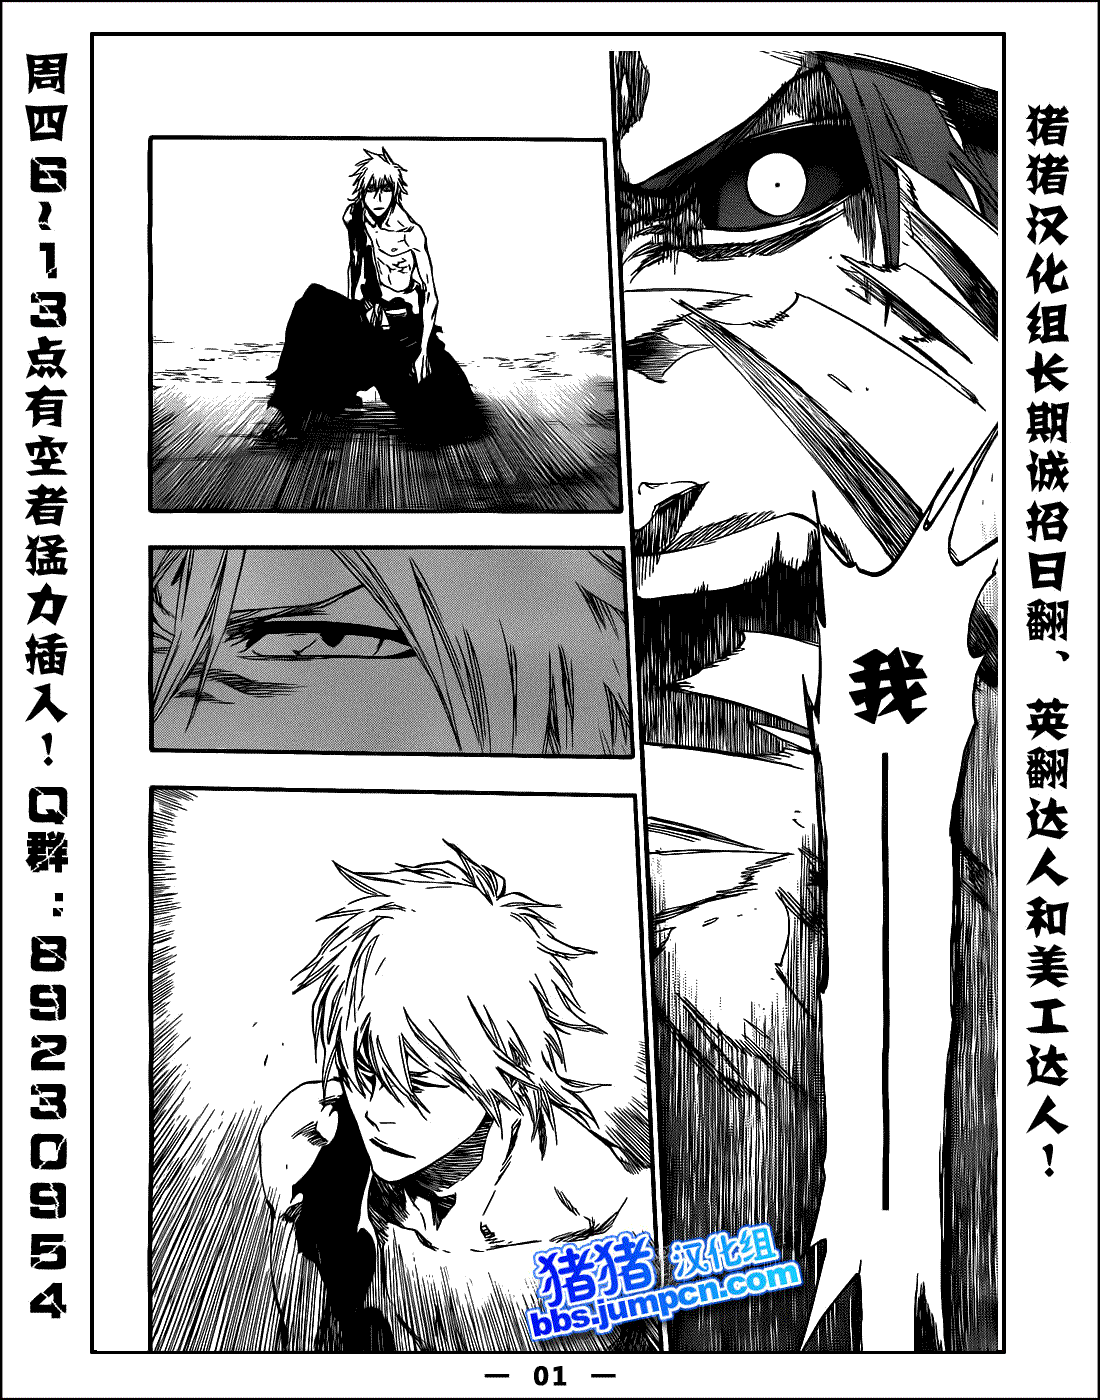 猪猪汉化组长期诚招日翻、英翻达人和美工达人！
我——
周四6~13点有空者猛力插入！Q群：89230954
猪猪汉化组
bbs.jumpcn.com
— 01 —